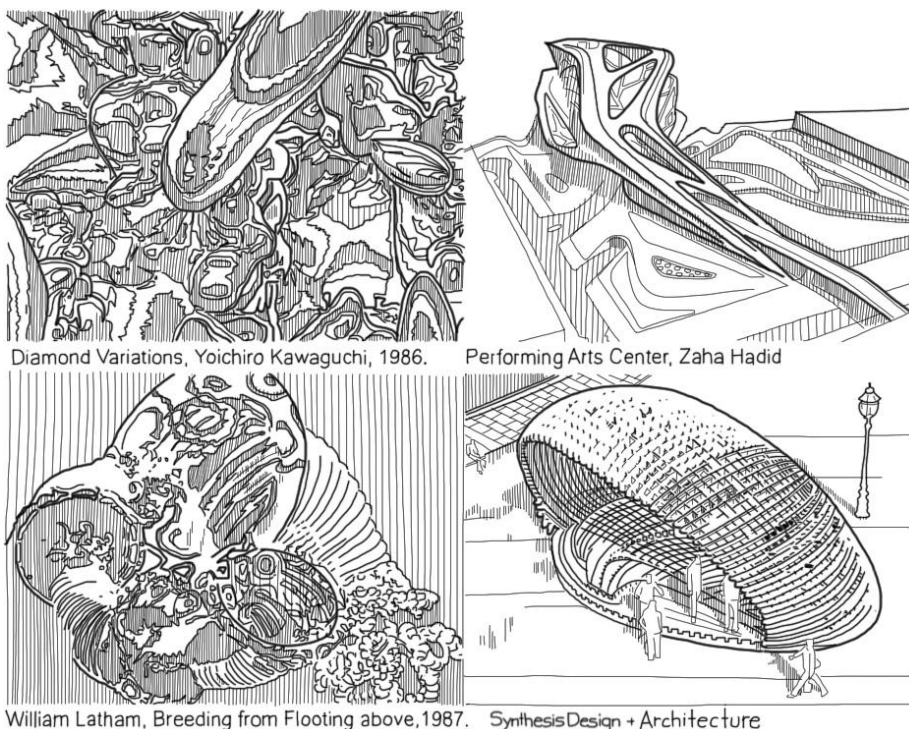 Diamond Variations, Yoichiro Kawaguchi, 1986.
Performing Arts Center, Zaha Hadid
William Latham, Breeding from Flooting above,1987.
Synthesis Design + Architecture